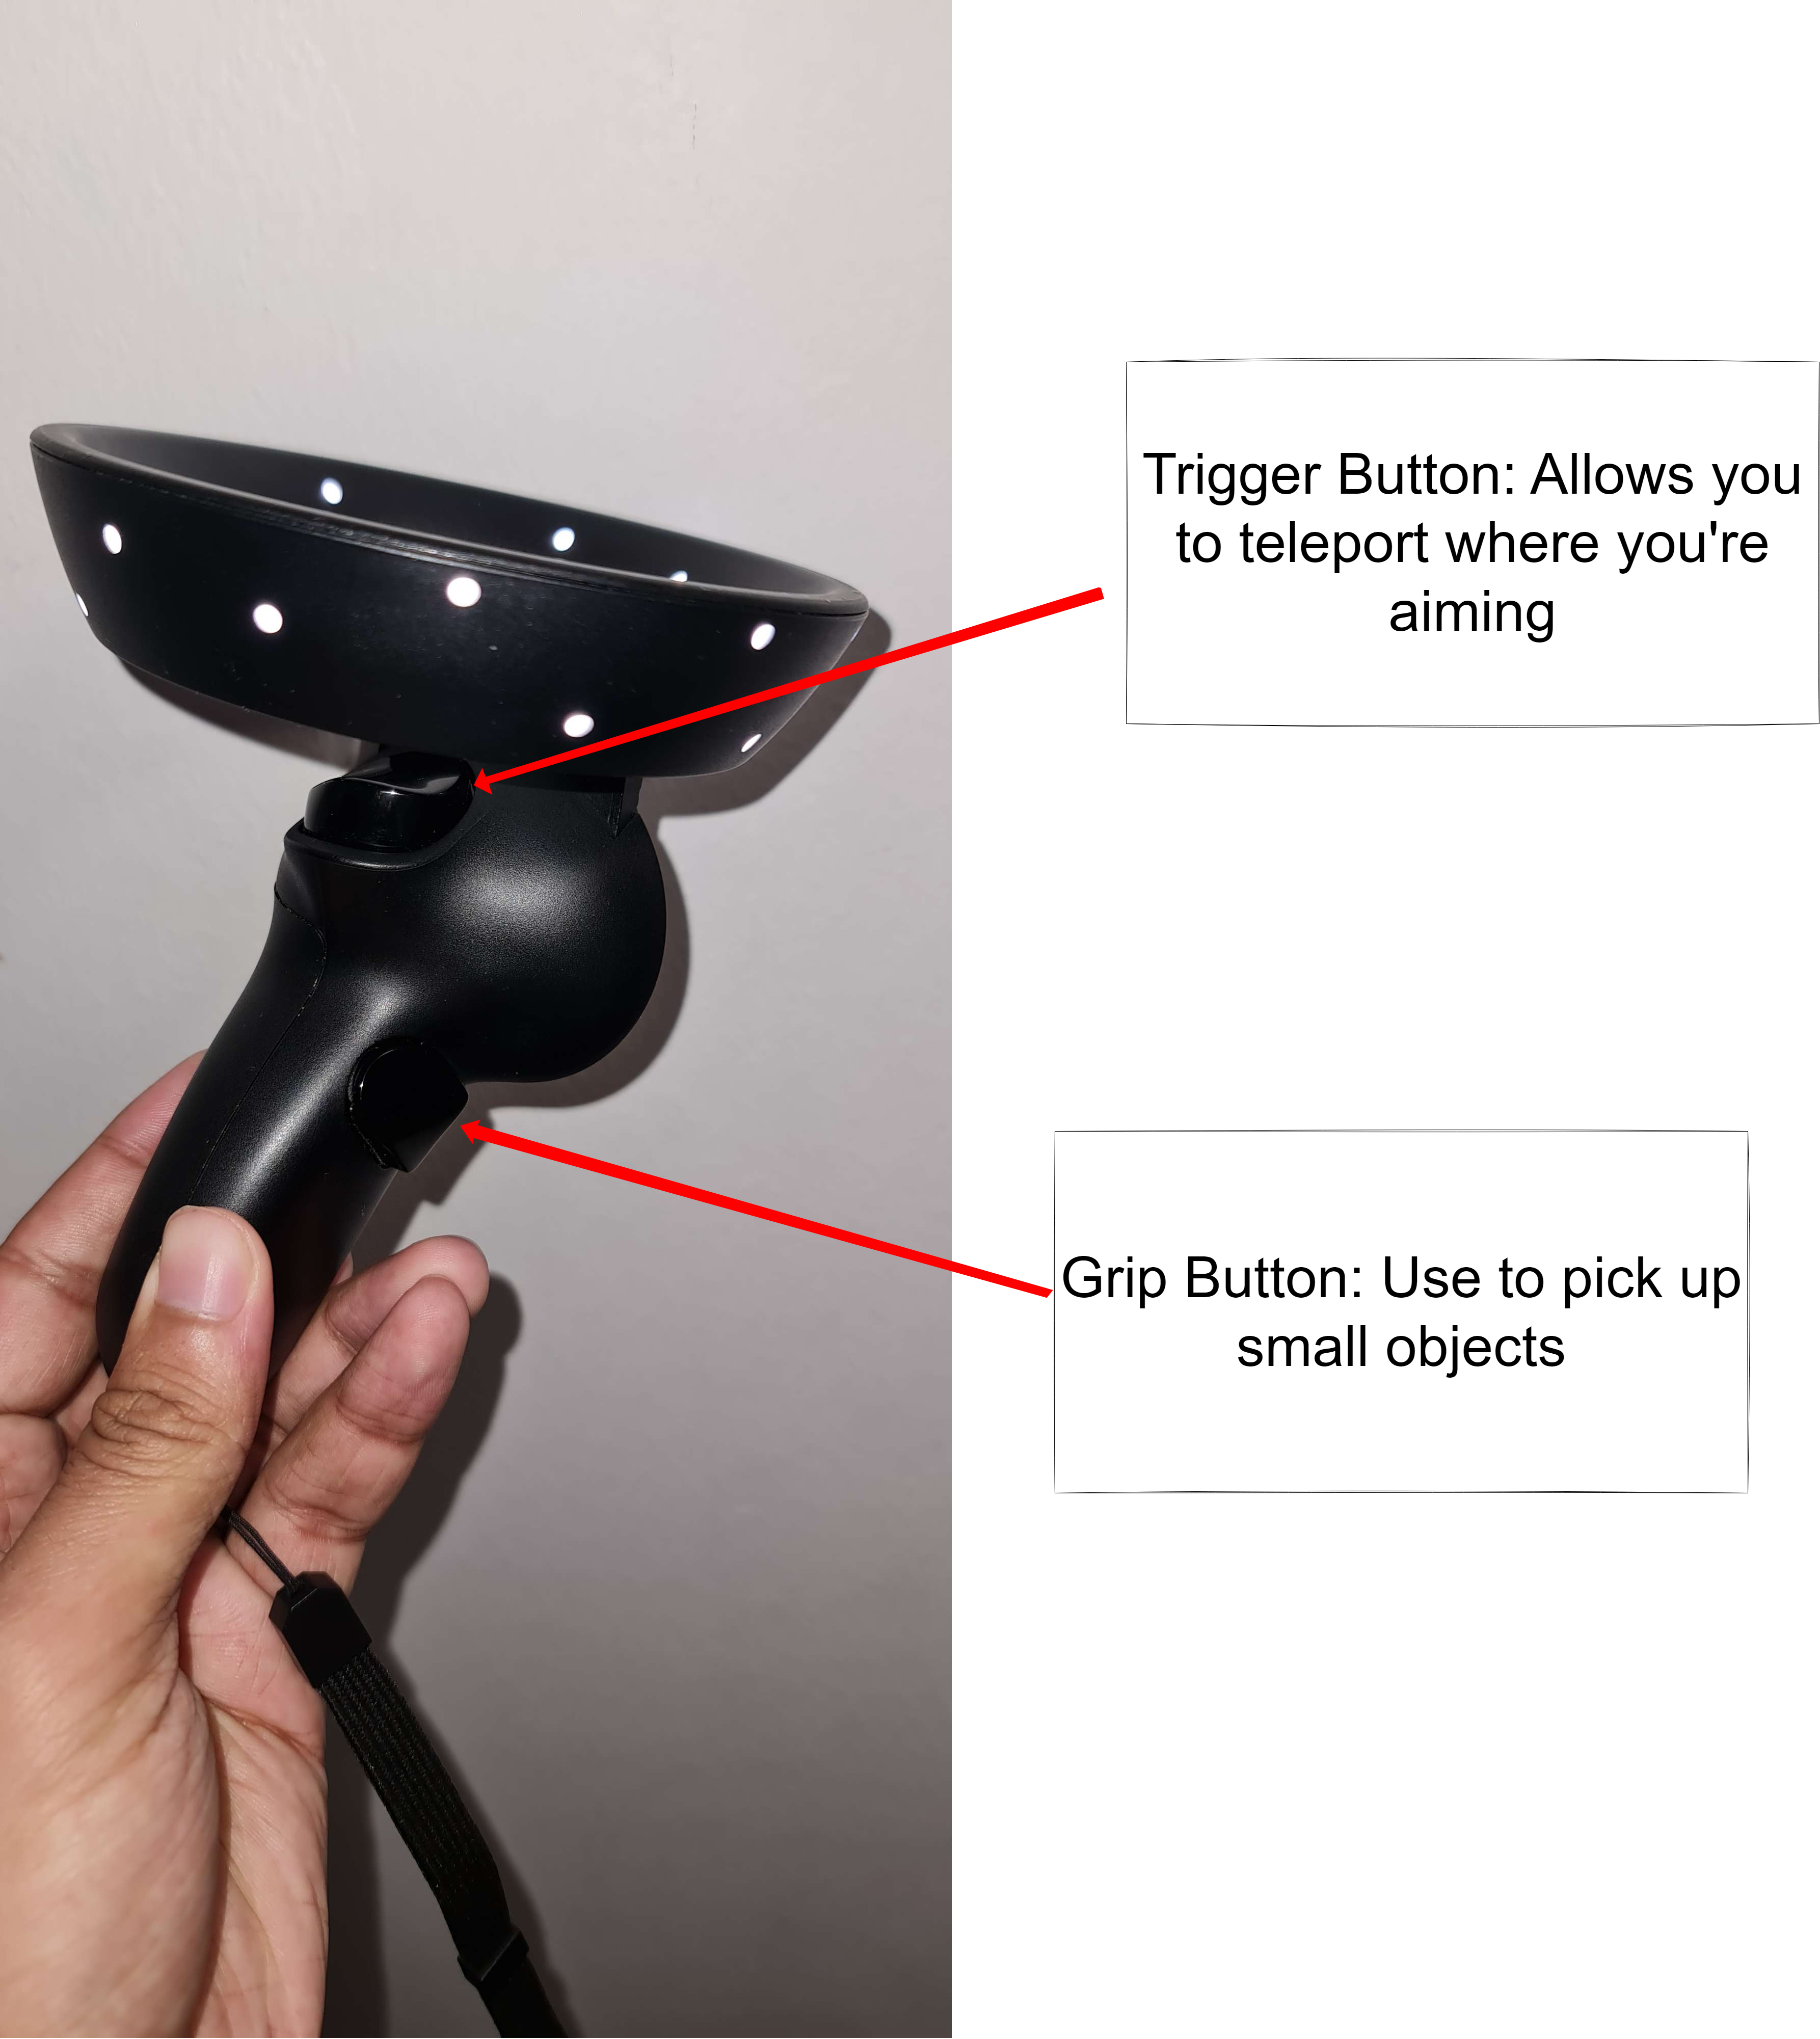 Trigger Button: Allows you
to teleport where you're
aiming
Grip Button: Use to pick up
small objects